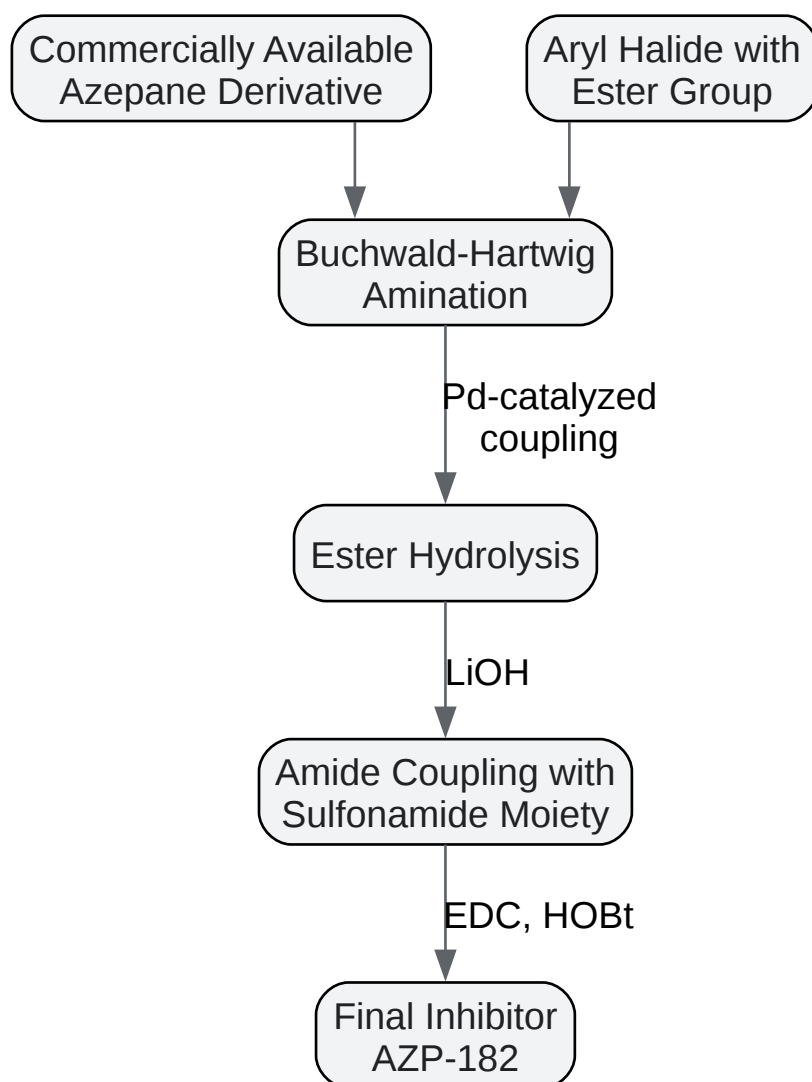 Commercially Available
Azepane Derivative
Aryl Halide with
Ester Group
Buchwald-Hartwig
Amination
Pd-catalyzed
coupling
Ester Hydrolysis
LiOH
Amide Coupling with
Sulfonamide Moiety
EDC, HOBt
Final Inhibitor
AZP-182